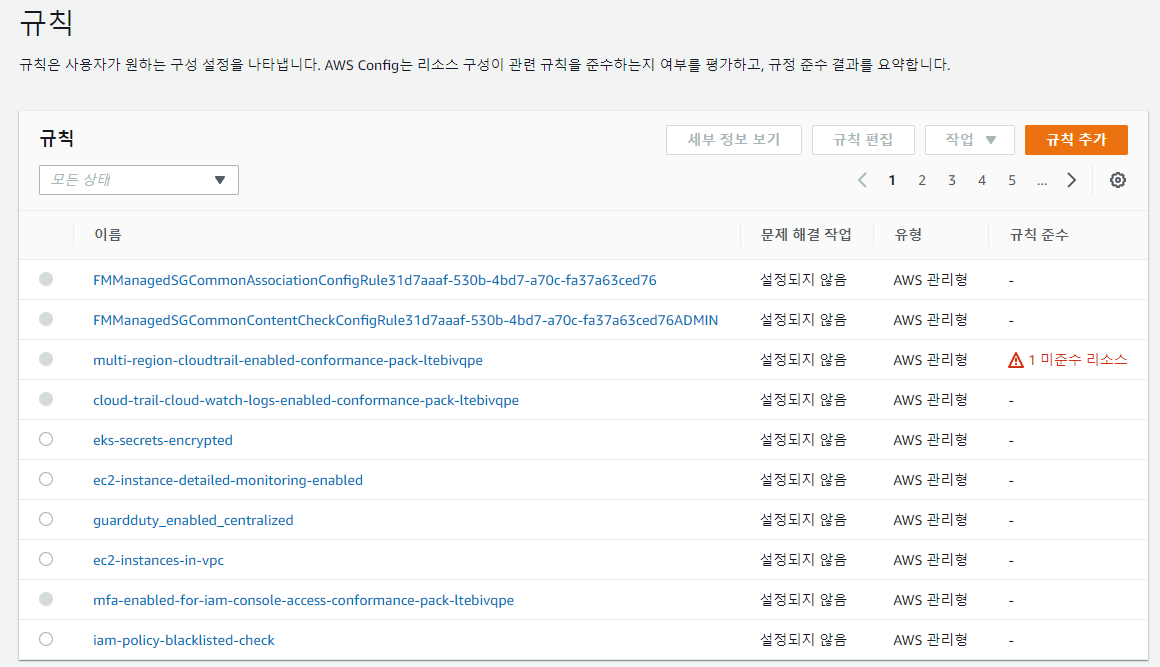 규칙
규칙은 사용자가 원하는 구성 설정을 나타냅니다. AWS Config는 리소스 구성이 관련 규칙을 준수하는지 여부를 평가하고, 규정 준수 결과를 요약합니다.
규칙 세부 정보 보기 규칙 편집 작업 규칙 추가
모든 상태 1 2 3 4 5 ...
이름 문제 해결 작업 유형 규칙 준수
FMManagedSGCommonAssociationConfigRule31d7aaaf-530b-4bd7-a70c-fa37a63ced76 설정되지 않음 AWS 관리형 -
FMManagedSGCommonContentCheckConfigRule31d7aaaf-530b-4bd7-a70c-fa37a63ced76ADMIN 설정되지 않음 AWS 관리형 -
multi-region-cloudtrail-enabled-conformance-pack-ltebivqpe 설정되지 않음 AWS 관리형 1 미준수 리소스
cloud-trail-cloud-watch-logs-enabled-conformance-pack-ltebivqpe 설정되지 않음 AWS 관리형 -
eks-secrets-encrypted 설정되지 않음 AWS 관리형 -
ec2-instance-detailed-monitoring-enabled 설정되지 않음 AWS 관리형 -
guardduty_enabled_centralized 설정되지 않음 AWS 관리형 -
ec2-instances-in-vpc 설정되지 않음 AWS 관리형 -
mfa-enabled-for-iam-console-access-conformance-pack-ltebivqpe 설정되지 않음 AWS 관리형 -
iam-policy-blacklisted-check 설정되지 않음 AWS 관리형 -